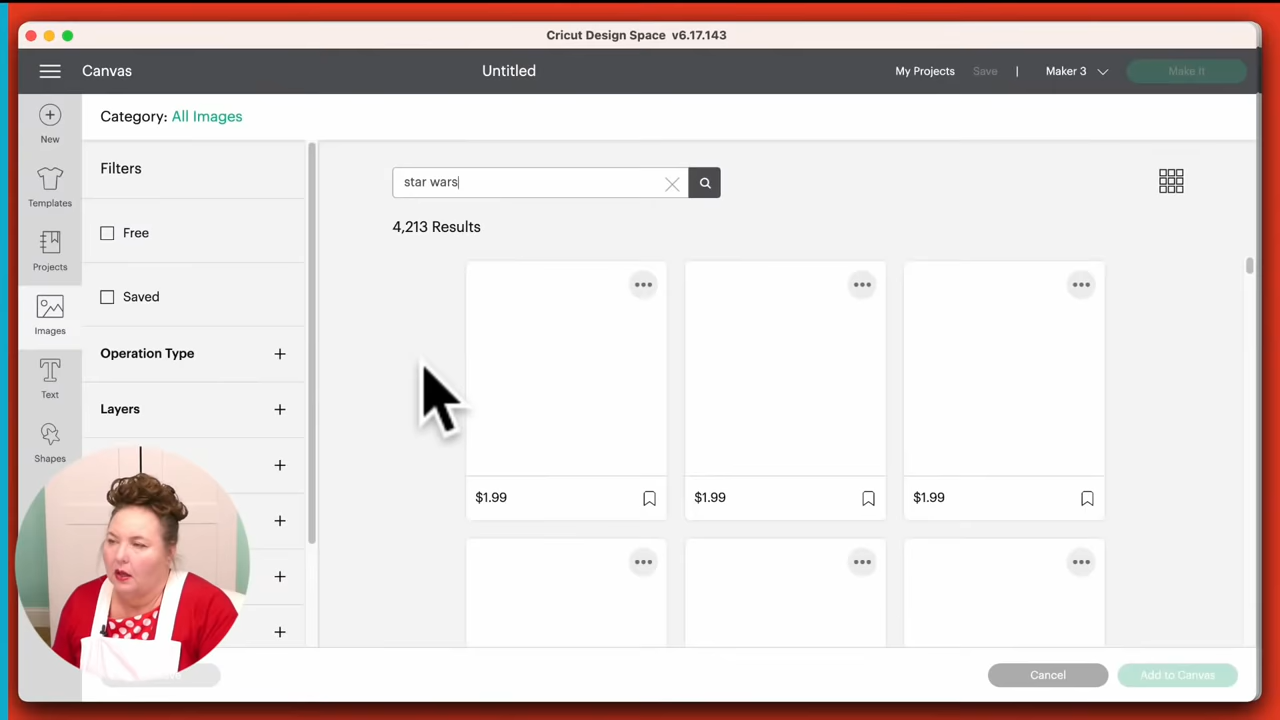 Cricut Design Space v6.17.143
Canvas
Untitled
My Projects
Save
|
Maker 3
Make It
New
Category: All Images
Templates
Filters
star wars
Free
4,213 Results
Projects
Saved
Images
Operation Type
Text
Layers
Shapes
$1.99
$1.99
$1.99
Cancel
Add to Canvas